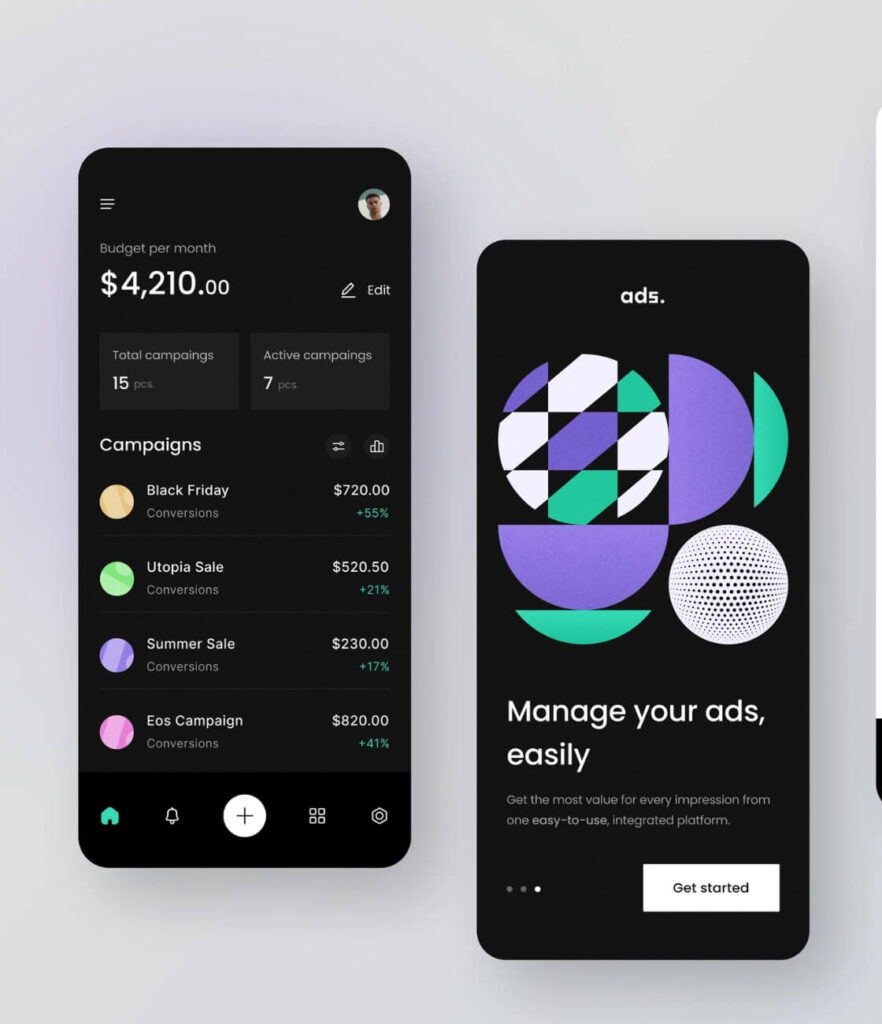 Budget per month
$4,210.00
Edit
Total campaings
15 pcs.
Active campaings
7 pcs.
Campaigns
Black Friday
$720.00
Conversions
+55%
Utopia Sale
$520.50
Conversions
+21%
Summer Sale
$230.00
Conversions
+17%
Eos Campaign
$820.00
Conversions
+41%
ads.
Manage your ads,
easily
Get the most value for every impression from
one easy-to-use, integrated platform.
Get started